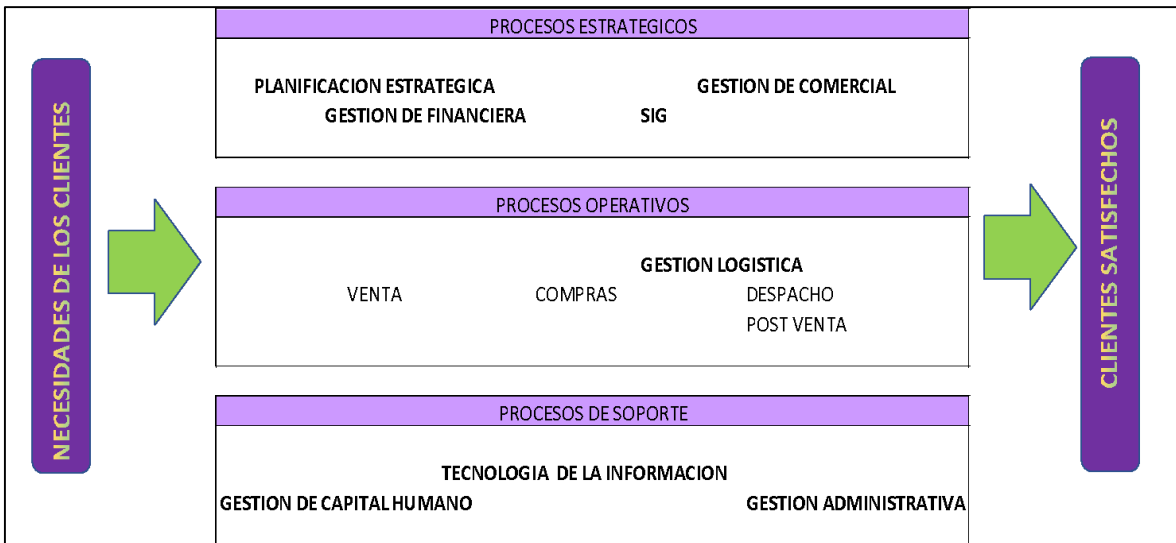 NECESIDADES DE LOS CLIENTES
PROCESOS ESTRATEGICOS
PLANIFICACION ESTRATEGICA GESTION DE COMERCIAL
GESTION DE FINANCIERA SIG
PROCESOS OPERATIVOS
GESTION LOGISTICA
VENTA COMPRAS DESPACHO
POST VENTA
PROCESOS DE SOPORTE
TECNOLOGIA DE LA INFORMACION
GESTION DE CAPITAL HUMANO GESTION ADMINISTRATIVA
CLIENTES SATISFECHOS